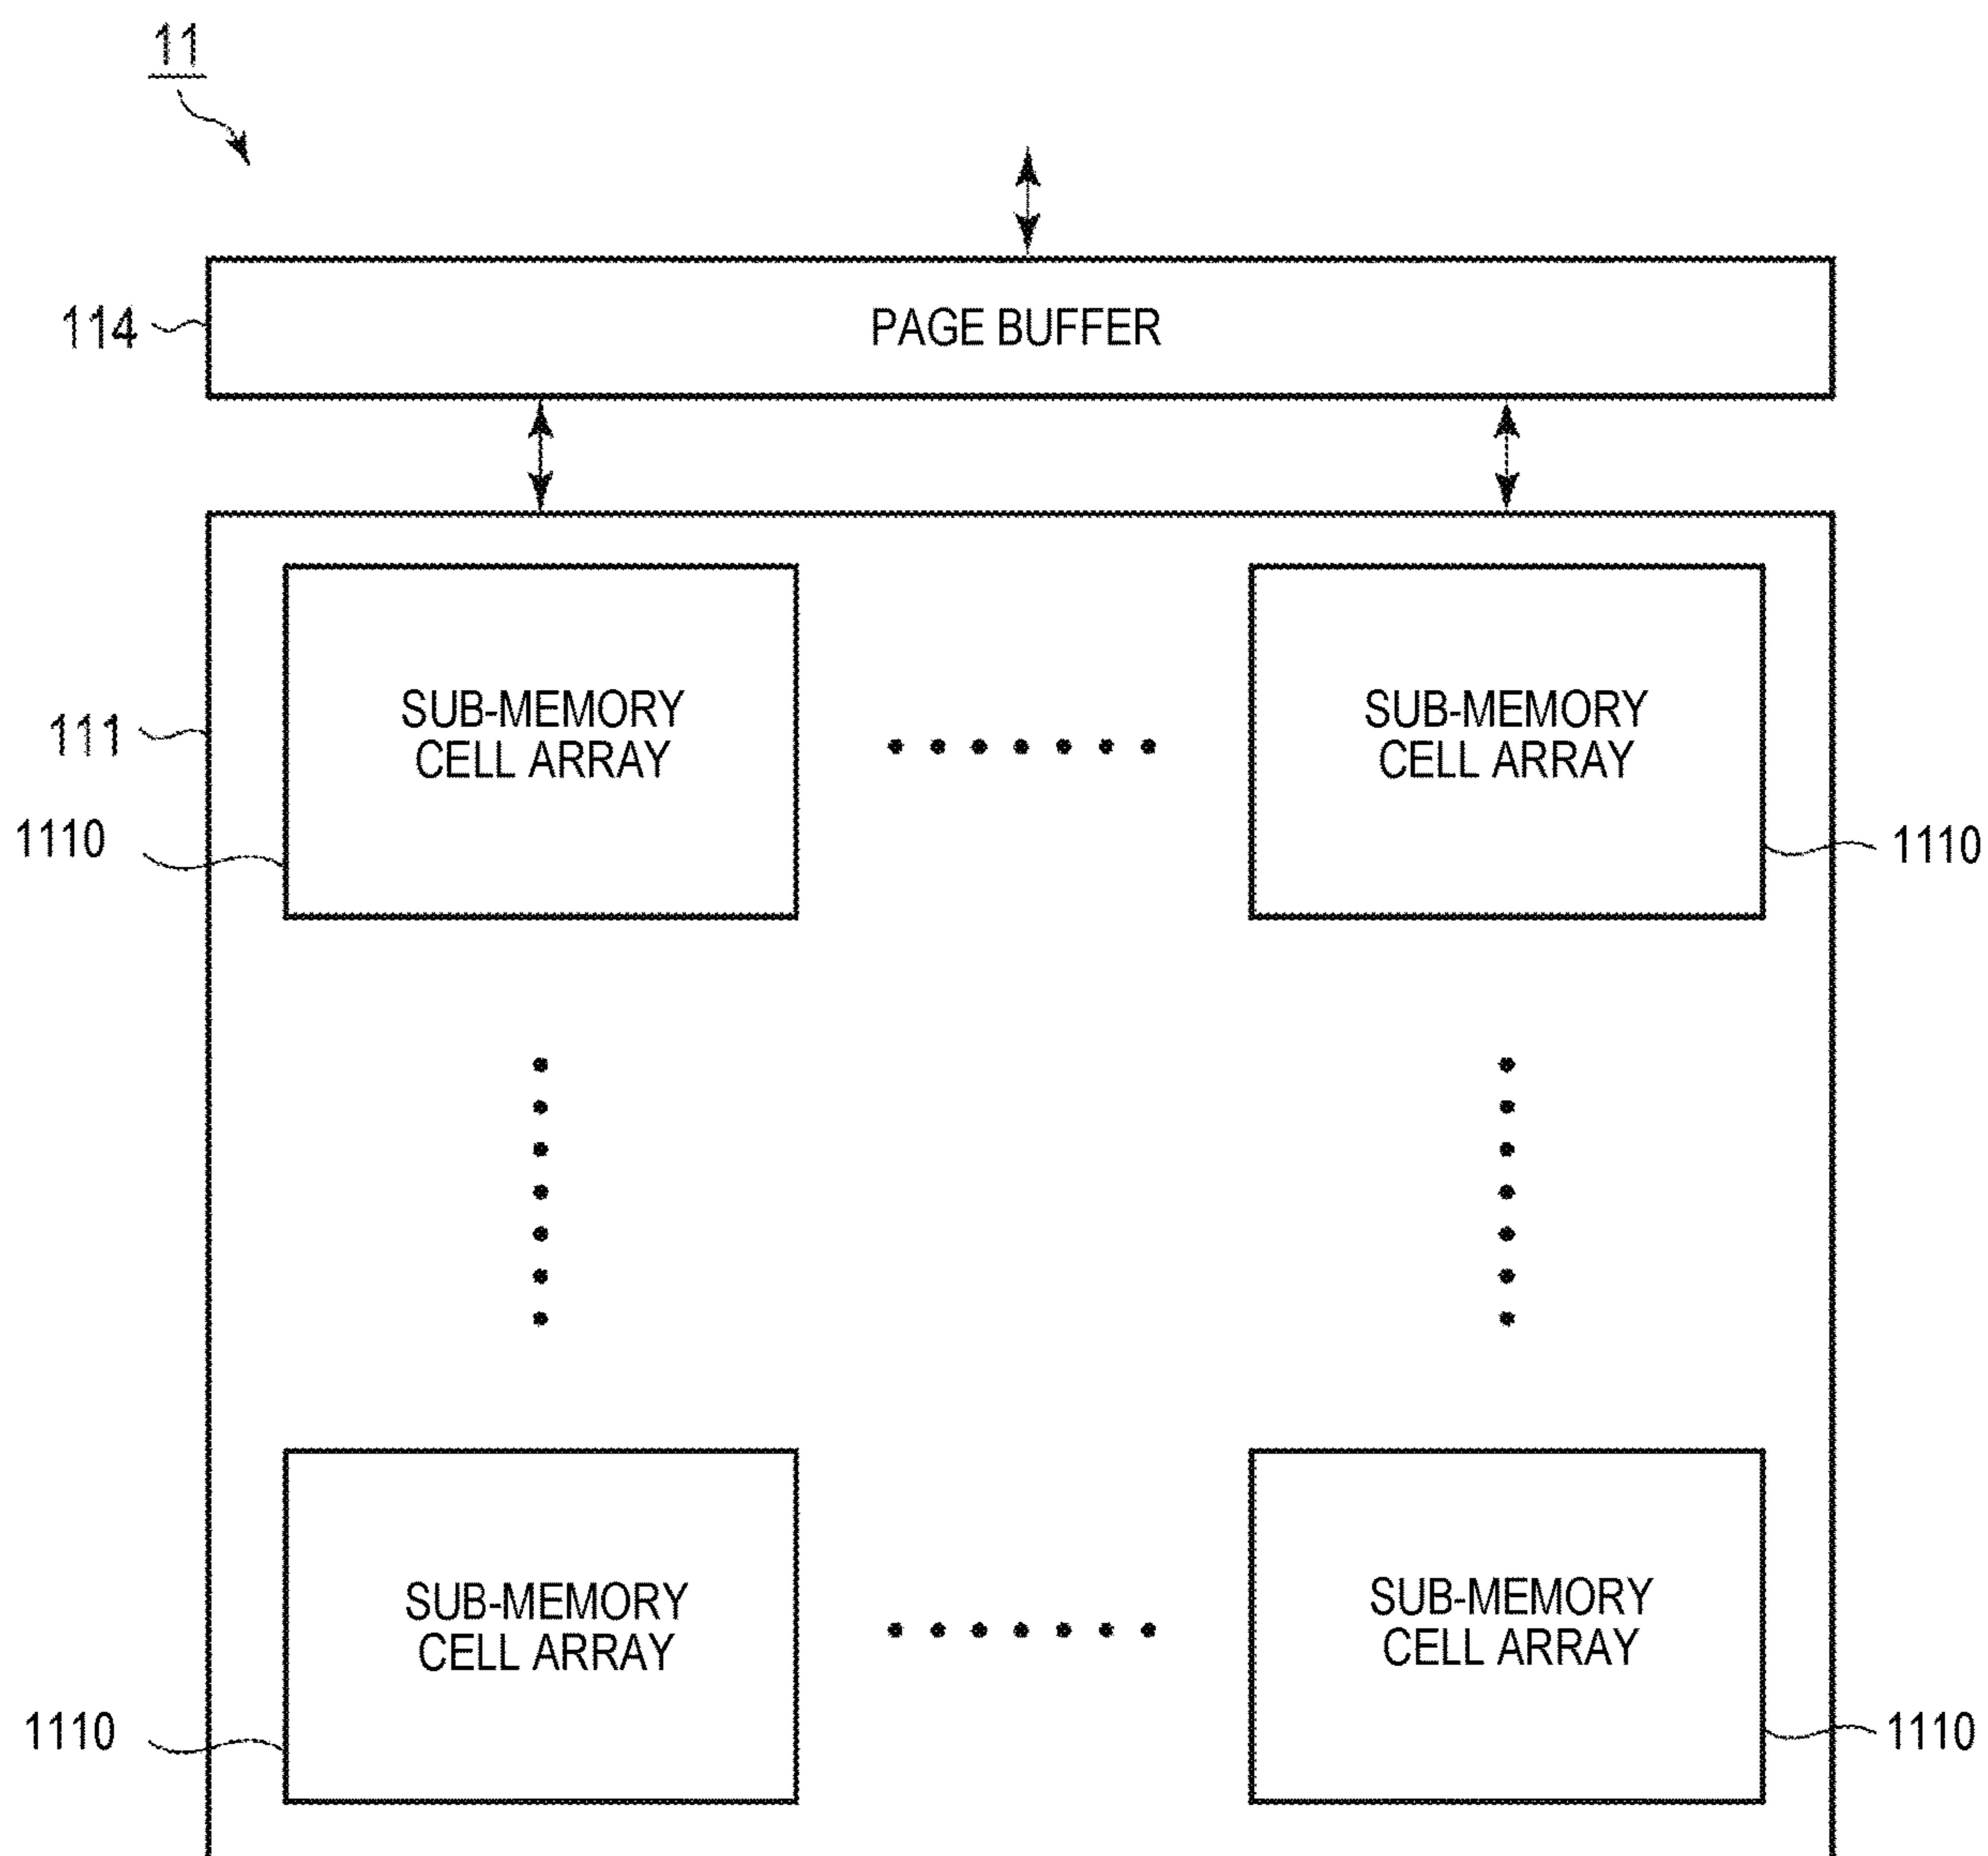 11
114
PAGE BUFFER
111
SUB-MEMORY
CELL ARRAY
SUB-MEMORY
CELL ARRAY
1110
1110
SUB-MEMORY
CELL ARRAY
SUB-MEMORY
CELL ARRAY
1110
1110